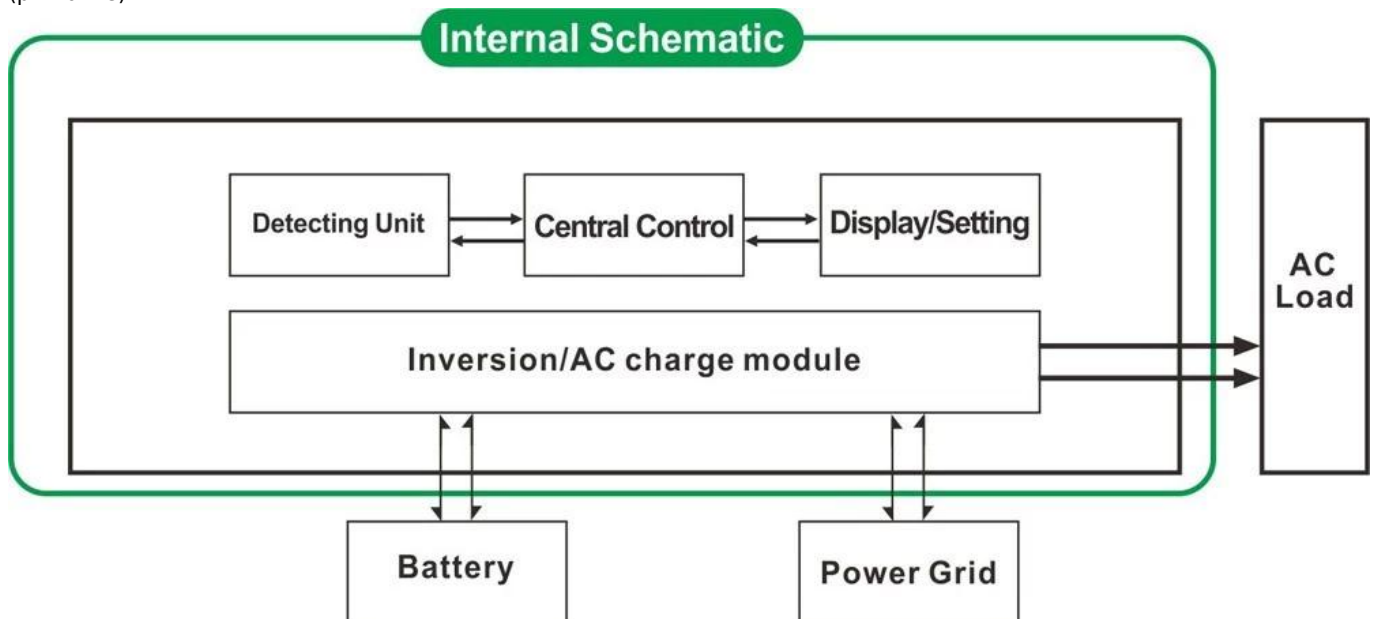 Internal Schematic
Detecting Unit
Central Control
Display/Setting
AC
Load
Inversion/AC charge module
Battery
Power Grid